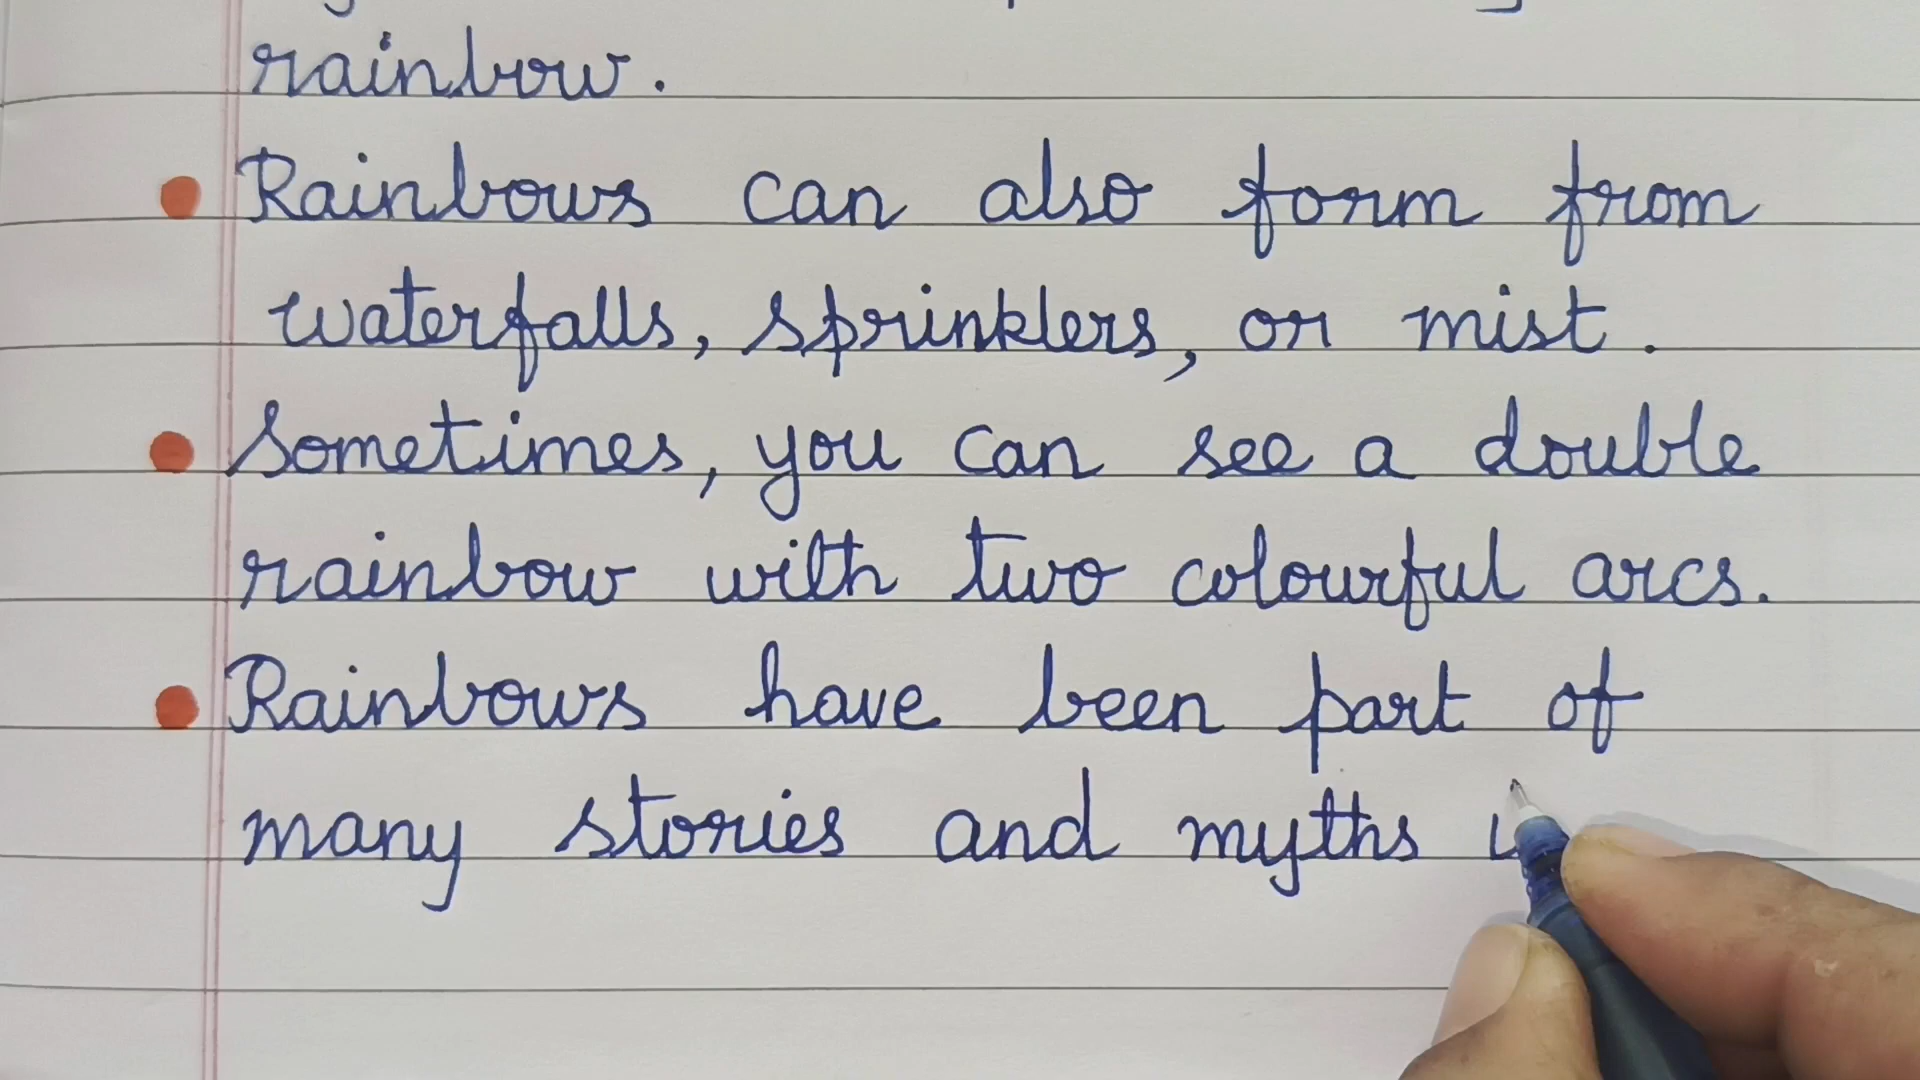 rainbow.
Rainbows can also form from
waterfalls, sprinklers, or mist.
Sometimes, you can see a double
rainbow with two colourful arcs.
Rainbows have been part of
many stories and myths